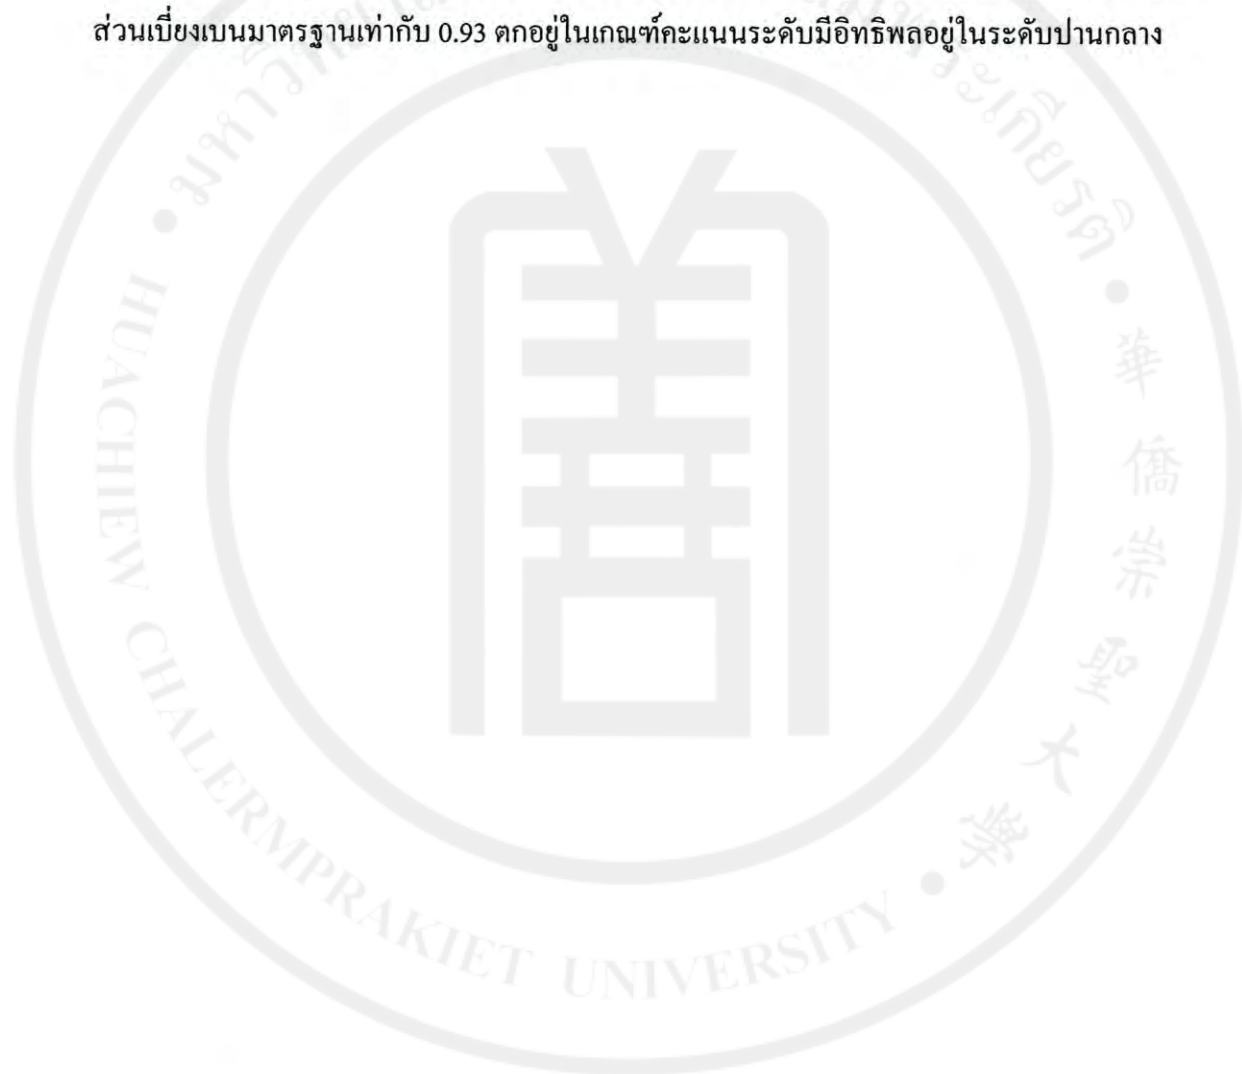 ส่วนเบี่ยงเบนมาตรฐานเท่ากับ 0.93 ตกอยู่ในเกณฑ์คะแนนระดับมีอิทธิพลอยู่ในระดับปานกลาง
HUACHIEW CHALERMPRAKIET UNIVERSITY
華僑崇聖大學